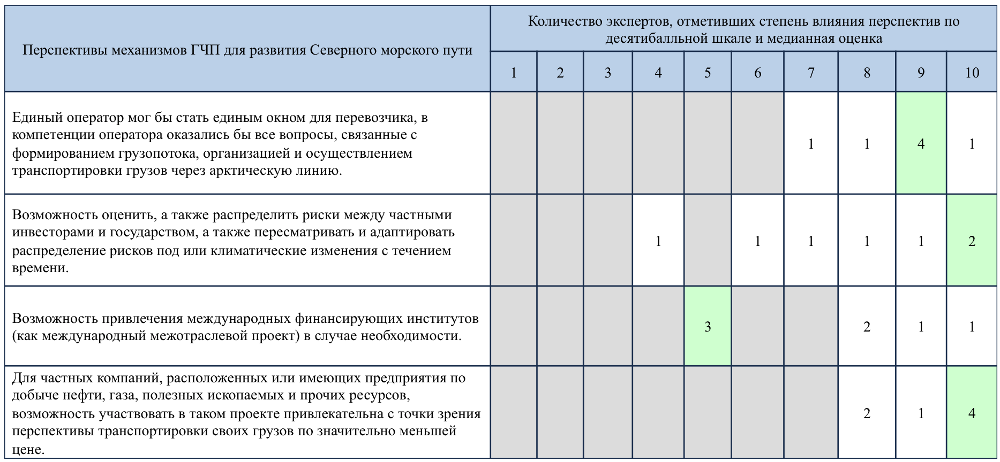 Перспективы механизмов ГЧП для развития Северного морского пути
Количество экспертов, отметивших степень влияния перспектив по
десятибалльной шкале и медианная оценка
1 2 3 4 5 6 7 8 9 10
Единый оператор мог бы стать единым окном для перевозчика, в
компетенции оператора оказались бы все вопросы, связанные с
формированием грузопотока, организацией и осуществлением
транспортировки грузов через арктическую линию.
1 1 4 1
Возможность оценить, а также распределить риски между частными
инвесторами и государством, а также пересматривать и адаптировать
распределение рисков под или климатические изменения с течением
времени.
1 1 1 1 1 2
Возможность привлечения международных финансирующих институтов
(как международный межотраслевой проект) в случае необходимости.
3 2 1 1
Для частных компаний, расположенных или имеющих предприятия по
добыче нефти, газа, полезных ископаемых и прочих ресурсов,
возможность участвовать в таком проекте привлекательна с точки зрения
перспективы транспортировки своих грузов по значительно меньшей
цене.
2 1 4